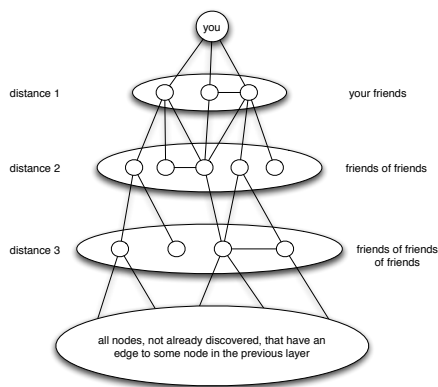 you
distance 1
your friends
distance 2
friends of friends
distance 3
friends of friends
of friends
all nodes, not already discovered, that have an
edge to some node in the previous layer